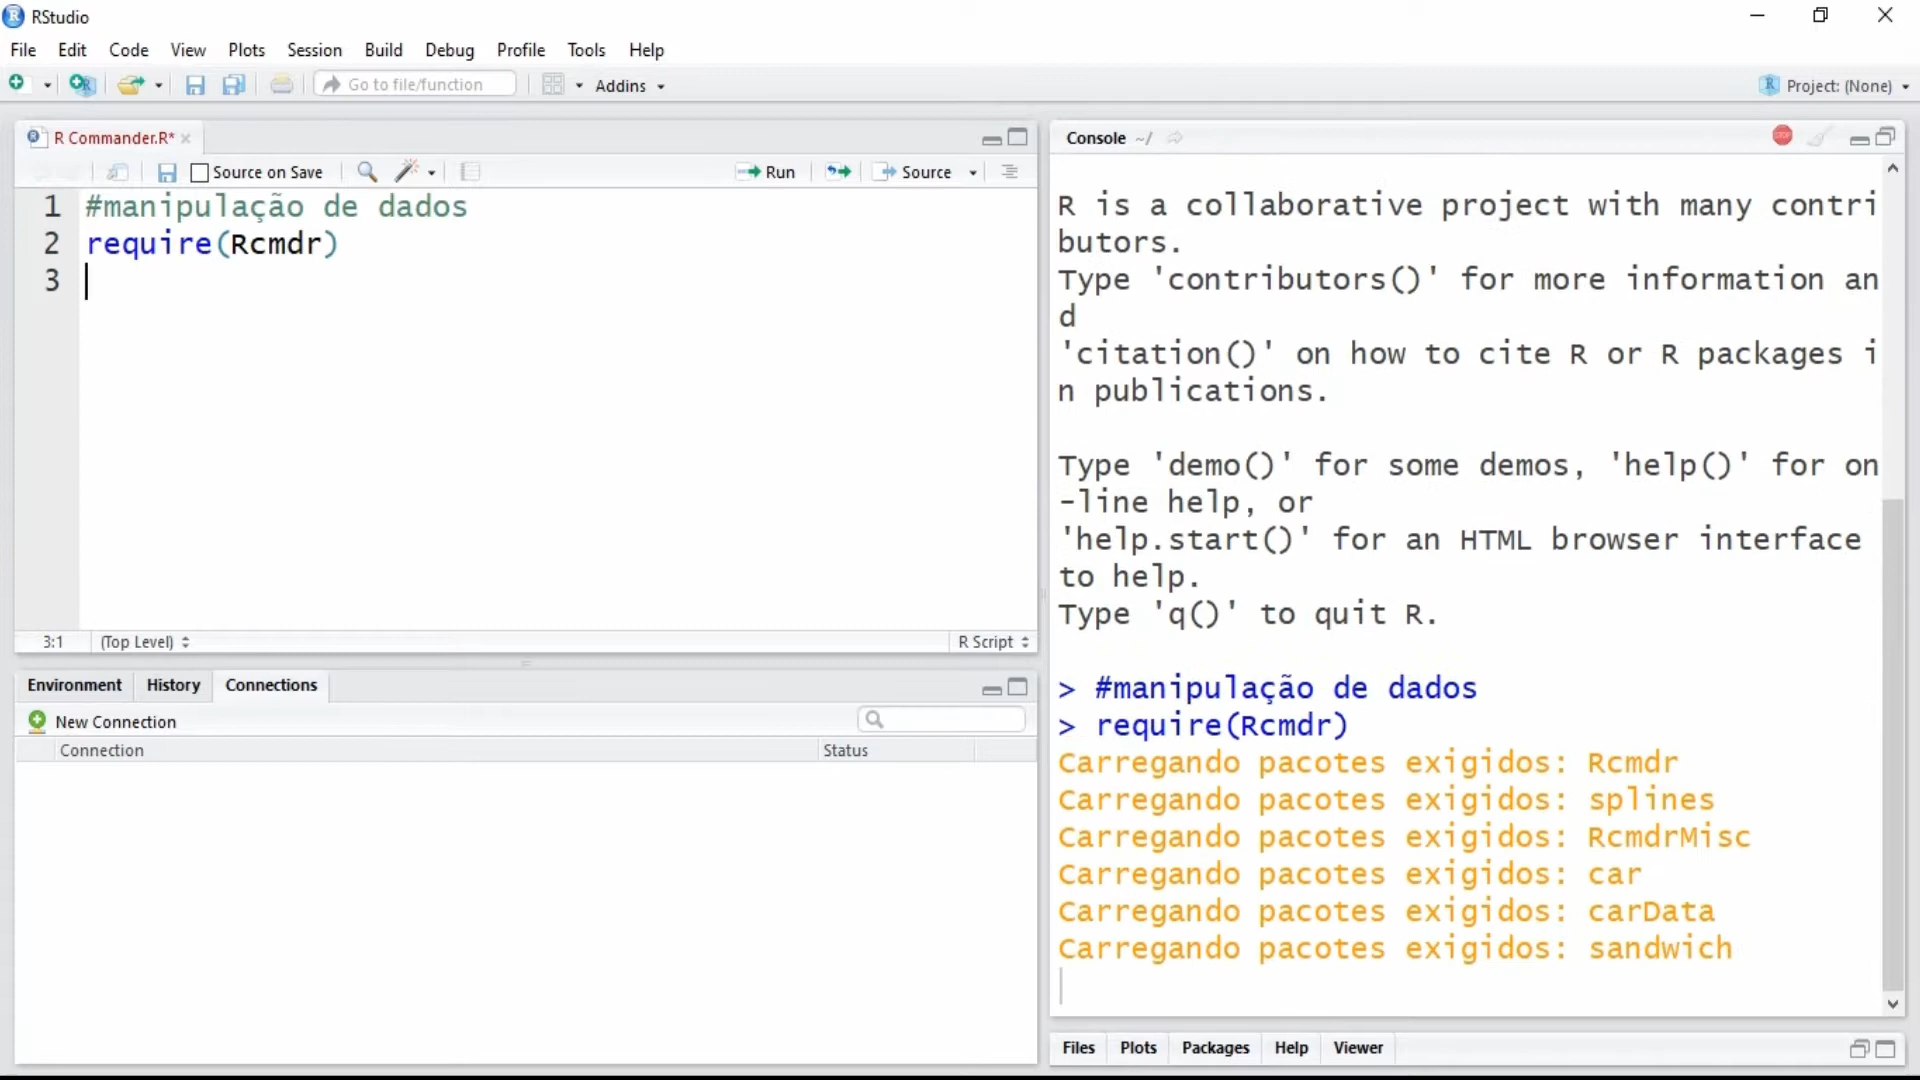 RStudio
File Edit Code View Plots Session Build Debug Profile Tools Help
Go to file/function Addins Project: (None)
R Commander.R*
Source on Save Run Source
1 #manipulação de dados
2 require(Rcmdr)
3
3:1 (Top Level) R Script
Environment History Connections
New Connection
Connection Status
Console ~/
R is a collaborative project with many contri
butors.
Type 'contributors()' for more information an
d
'citation()' on how to cite R or R packages i
n publications.
Type 'demo()' for some demos, 'help()' for on
-line help, or
'help.start()' for an HTML browser interface
to help.
Type 'q()' to quit R.
> #manipulação de dados
> require(Rcmdr)
Carregando pacotes exigidos: Rcmdr
Carregando pacotes exigidos: splines
Carregando pacotes exigidos: RcmdrMisc
Carregando pacotes exigidos: car
Carregando pacotes exigidos: carData
Carregando pacotes exigidos: sandwich
Files Plots Packages Help Viewer